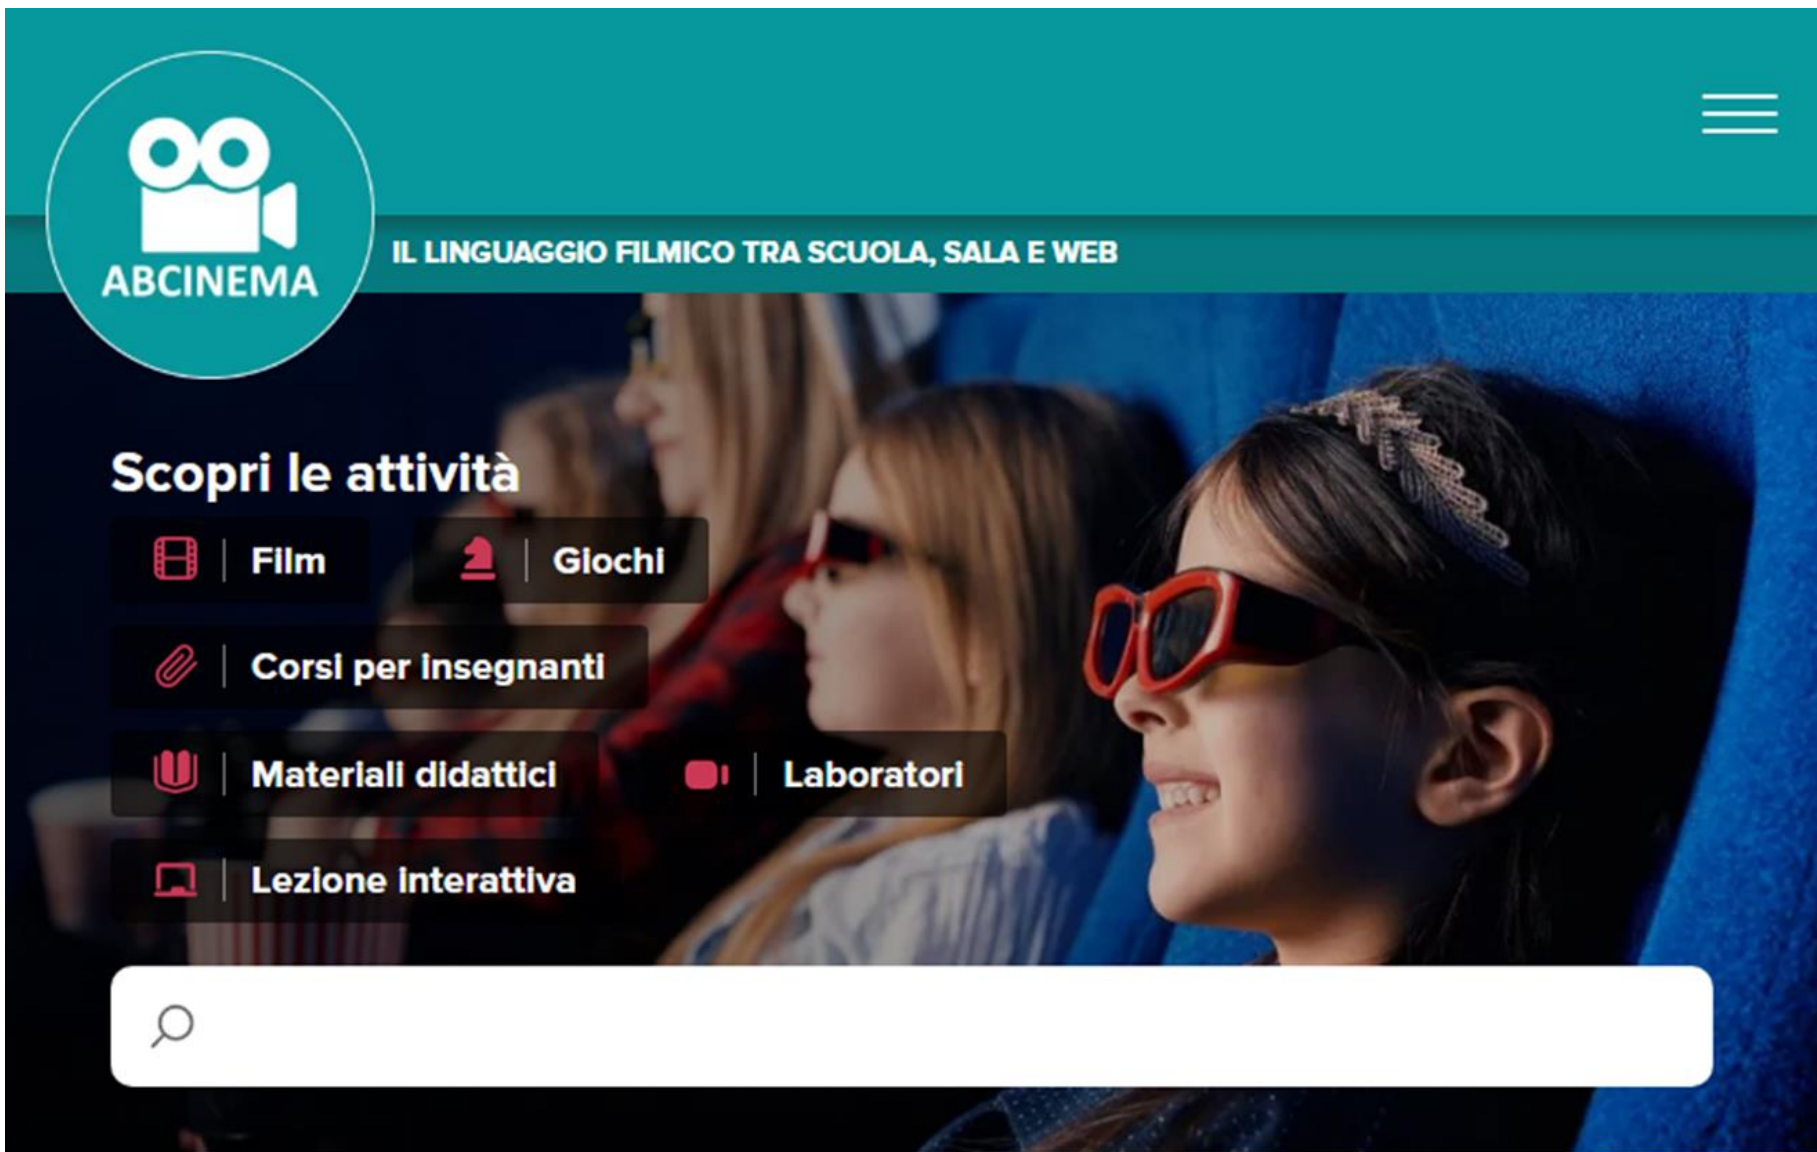 ABCINEMA
IL LINGUAGGIO FILMICO TRA SCUOLA, SALA E WEB
Scopri le attività
Film
Giochi
Corsi per insegnanti
Materiali didattici
Laboratori
Lezione interattiva